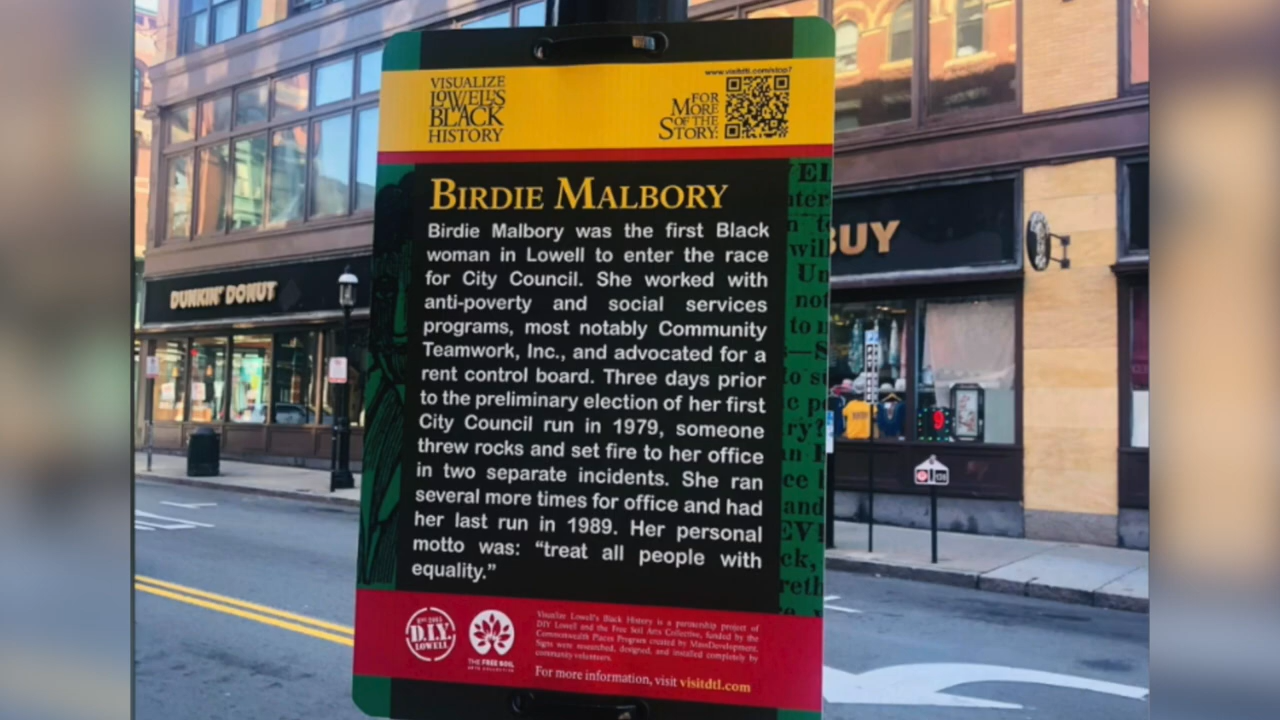 www.visitdtl.com/stop7
VISUALIZE
LOWELL'S
BLACK
HISTORY
FOR
MORE
OF THE
STORY:
BIRDIE MALBORY
Birdie Malbory was the first Black
woman in Lowell to enter the race
for City Council. She worked with
anti-poverty and social services
programs, most notably Community
Teamwork, Inc., and advocated for a
rent control board. Three days prior
to the preliminary election of her first
City Council run in 1979, someone
threw rocks and set fire to her office
in two separate incidents. She ran
several more times for office and had
her last run in 1989. Her personal
motto was: “treat all people with
equality.”
D.I.Y.
LOWELL
THE FREE SOIL
ARTS COLLECTIVE
Visualize Lowell's Black History is a partnership project of
DIY Lowell and the Free Soil Arts Collective, funded by the
Commonwealth Places Program created by MassDevelopment.
Signs were researched, designed, and installed completely by
community volunteers.
For more information, visit visitdtl.com
DUNKIN' DONUT
BUY
9